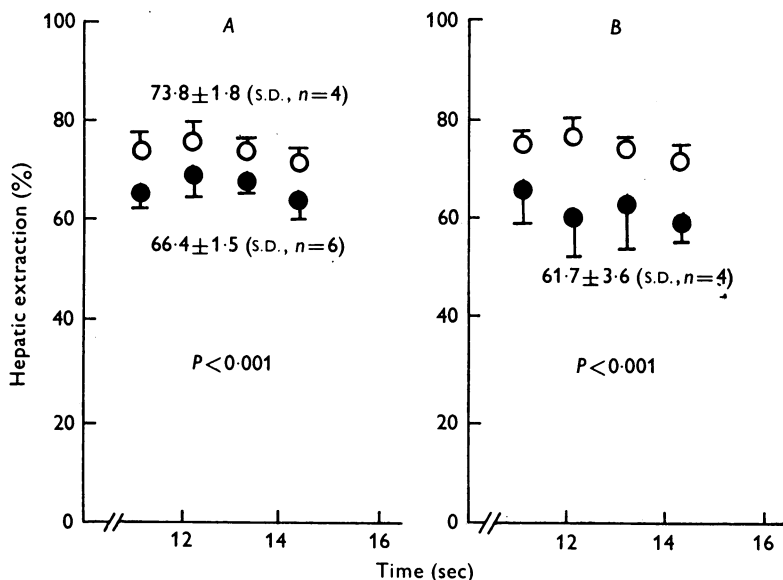 A
B
100
80
60
40
20
0
73·8±1·8 (S.D., n=4)
66·4±1·5 (S.D., n=6)
P<0·001
12
14
16
100
80
60
40
20
0
61·7±3·6 (S.D., n=4)
P<0·001
12
14
16
Hepatic extraction (%)
Time (sec)